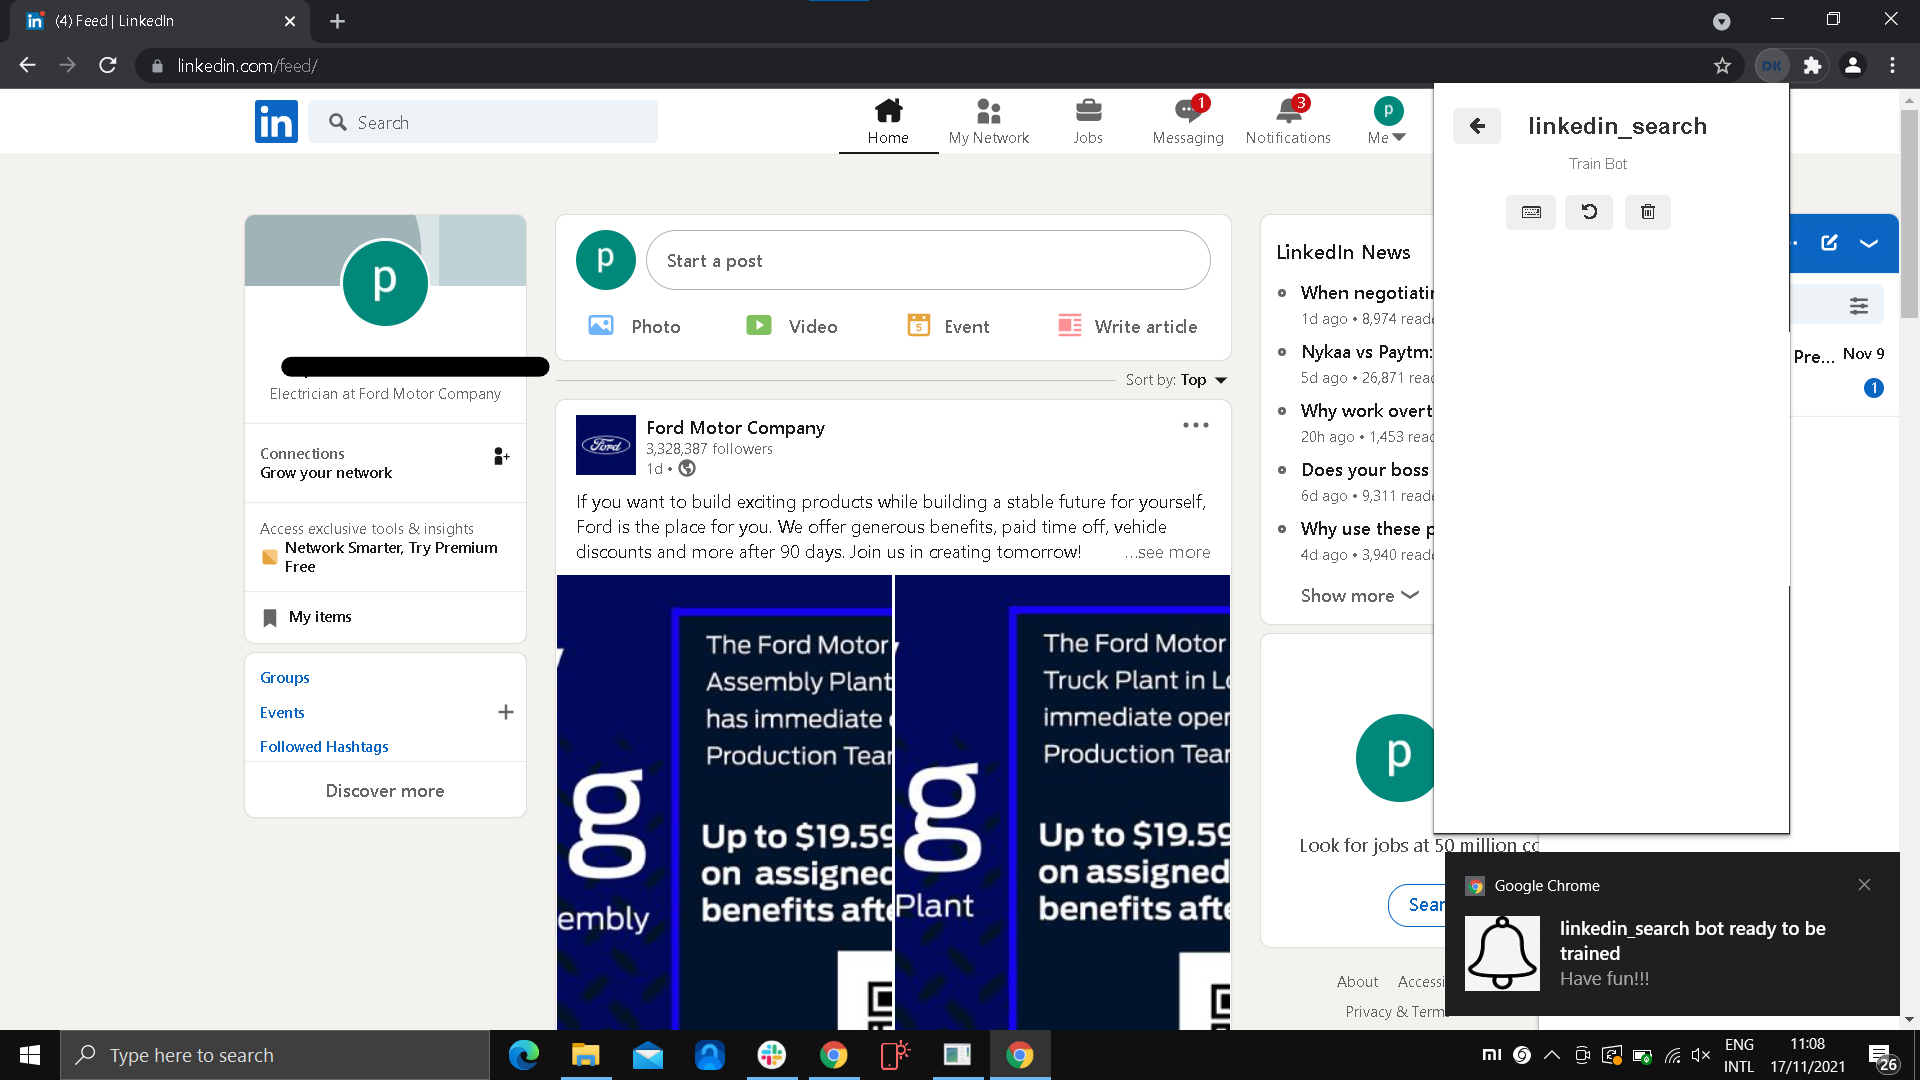 (4) Feed | LinkedIn
linkedin.com/feed/
DK
in
Search
Home
My Network
Jobs
1
Messaging
3
Notifications
P
Me
linkedin_search
Train Bot
p
Electrician at Ford Motor Company
Connections
Grow your network
Access exclusive tools & insights
Network Smarter, Try Premium
Free
My items
Groups
Events
Followed Hashtags
Discover more
p
Start a post
Photo
Video
5
Event
Write article
Sort by: Top
Ford
Ford Motor Company
3,328,387 followers
1d •
If you want to build exciting products while building a stable future for yourself,
Ford is the place for you. We offer generous benefits, paid time off, vehicle
discounts and more after 90 days. Join us in creating tomorrow!
...see more
The Ford Motor
Assembly Plant
has immediate
Production Tear
Up to $19.59
on assigned
benefits afte
g
embly
The Ford Motor
Truck Plant in Lo
immediate oper
Production Tear
Up to $19.59
on assigned
benefits afte
g
Plant
LinkedIn News
When negotiatin
1d ago • 8,974 reade
Nykaa vs Paytm:
5d ago • 26,871 read
Why work overt
20h ago • 1,453 read
Does your boss
6d ago • 9,311 reade
Why use these p
4d ago • 3,940 reade
Show more
Pre... Nov 9
1
p
Look for jobs at 50 million co
Sear
About Accessi
Privacy & Terms
Google Chrome
linkedin_search bot ready to be
trained
Have fun!!!
Type here to search
ENG
INTL
11:08
17/11/2021
26